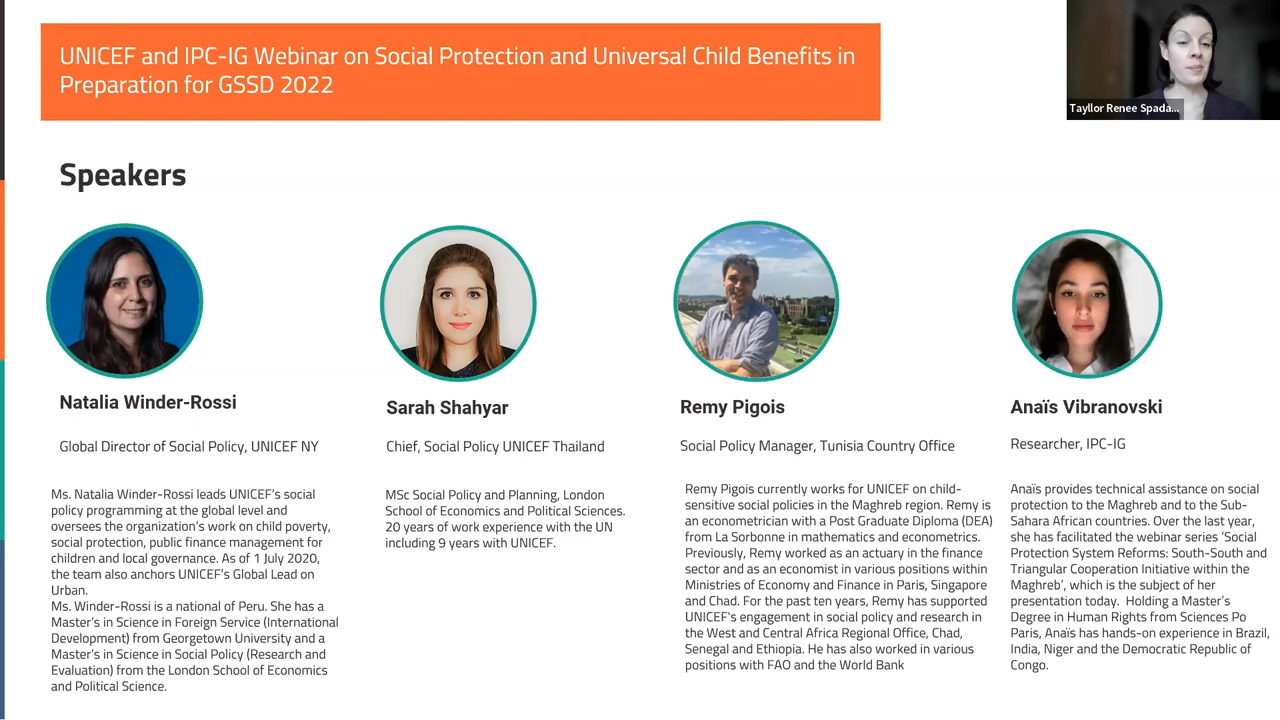 UNICEF and IPC-IG Webinar on Social Protection and Universal Child Benefits in
Preparation for GSSD 2022
Tayllor Renee Spada...
Speakers
Natalia Winder-Rossi
Global Director of Social Policy, UNICEF NY
Ms. Natalia Winder-Rossi leads UNICEF's social
policy programming at the global level and
oversees the organization's work on child poverty,
social protection, public finance management for
children and local governance. As of 1 July 2020,
the team also anchors UNICEF's Global Lead on
Urban.
Ms. Winder-Rossi is a national of Peru. She has a
Master's in Science in Foreign Service (International
Development) from Georgetown University and a
Master's in Science in Social Policy (Research and
Evaluation) from the London School of Economics
and Political Science.
Sarah Shahyar
Chief, Social Policy UNICEF Thailand
MSc Social Policy and Planning, London
School of Economics and Political Sciences.
20 years of work experience with the UN
including 9 years with UNICEF.
Remy Pigois
Social Policy Manager, Tunisia Country Office
Remy Pigois currently works for UNICEF on child-
sensitive social policies in the Maghreb region. Remy is
an econometrician with a Post Graduate Diploma (DEA)
from La Sorbonne in mathematics and econometrics.
Previously, Remy worked as an actuary in the finance
sector and as an economist in various positions within
Ministries of Economy and Finance in Paris, Singapore
and Chad. For the past ten years, Remy has supported
UNICEF's engagement in social policy and research in
the West and Central Africa Regional Office, Chad,
Senegal and Ethiopia. He has also worked in various
positions with FAO and the World Bank
Anaïs Vibranovski
Researcher, IPC-IG
Anaïs provides technical assistance on social
protection to the Maghreb and to the Sub-
Sahara African countries. Over the last year,
she has facilitated the webinar series 'Social
Protection System Reforms: South-South and
Triangular Cooperation Initiative within the
Maghreb', which is the subject of her
presentation today.  Holding a Master's
Degree in Human Rights from Sciences Po
Paris, Anaïs has hands-on experience in Brazil,
India, Niger and the Democratic Republic of
Congo.